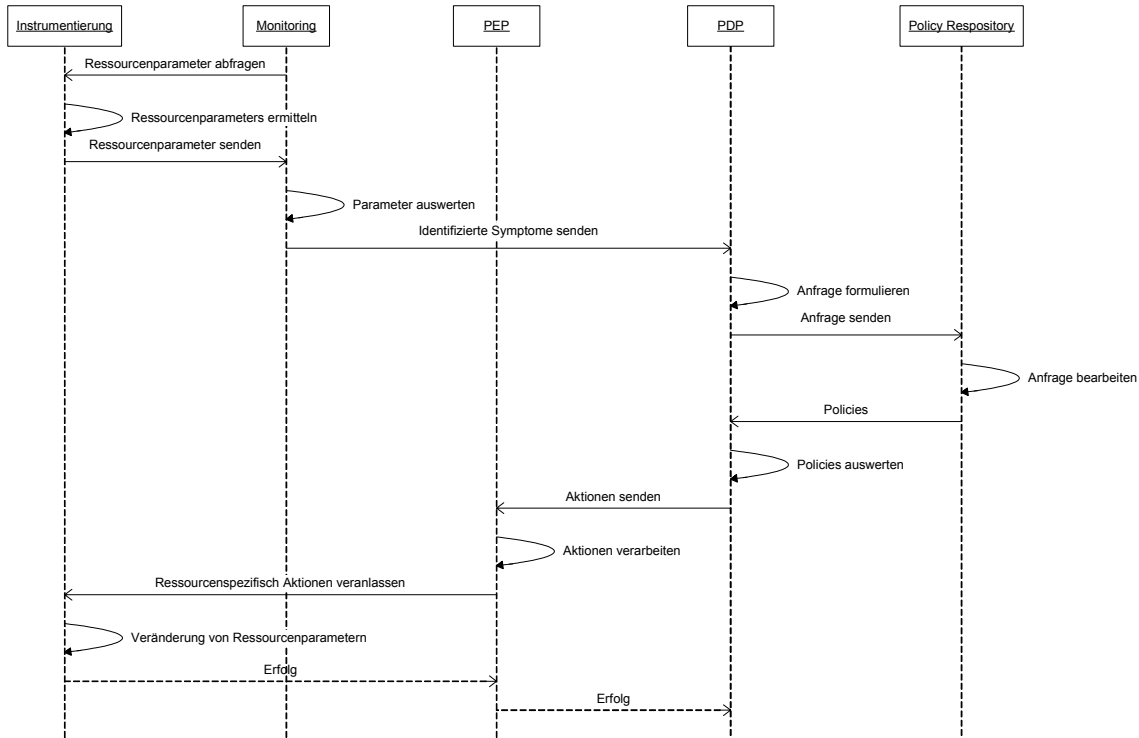 Instrumentierung
Monitoring
PEP
PDP
Policy Respository
Ressourcenparameter abfragen
Ressourcenparameters ermitteln
Ressourcenparameter senden
Parameter auswerten
Identifizierte Symptome senden
Anfrage formulieren
Anfrage senden
Anfrage bearbeiten
Policies
Policies auswerten
Aktionen senden
Aktionen verarbeiten
Ressourcenspezifisch Aktionen veranlassen
Veränderung von Ressourcenparametern
Erfolg
Erfolg